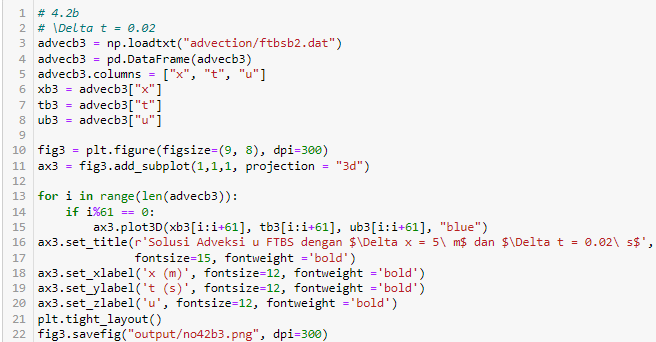 1 # 4.2b
2 # \Delta t = 0.02
3 advecb3 = np.loadtxt("advection/ftbsb2.dat")
4 advecb3 = pd.DataFrame(advecb3)
5 advecb3.columns = ["x", "t", "u"]
6 xb3 = advecb3["x"]
7 tb3 = advecb3["t"]
8 ub3 = advecb3["u"]
9
10 fig3 = plt.figure(figsize=(9, 8), dpi=300)
11 ax3 = fig3.add_subplot(1,1,1, projection = "3d")
12
13 for i in range(len(advecb3)):
14     if i%61 == 0:
15         ax3.plot3D(xb3[i:i+61], tb3[i:i+61], ub3[i:i+61], "blue")
16 ax3.set_title(r'Solusi Adveksi u FTBS dengan $\Delta x = 5\ m$ dan $\Delta t = 0.02\ s$',
17               fontsize=15, fontweight ='bold')
18 ax3.set_xlabel('x (m)', fontsize=12, fontweight ='bold')
19 ax3.set_ylabel('t (s)', fontsize=12, fontweight ='bold')
20 ax3.set_zlabel('u', fontsize=12, fontweight ='bold')
21 plt.tight_layout()
22 fig3.savefig("output/no42b3.png", dpi=300)